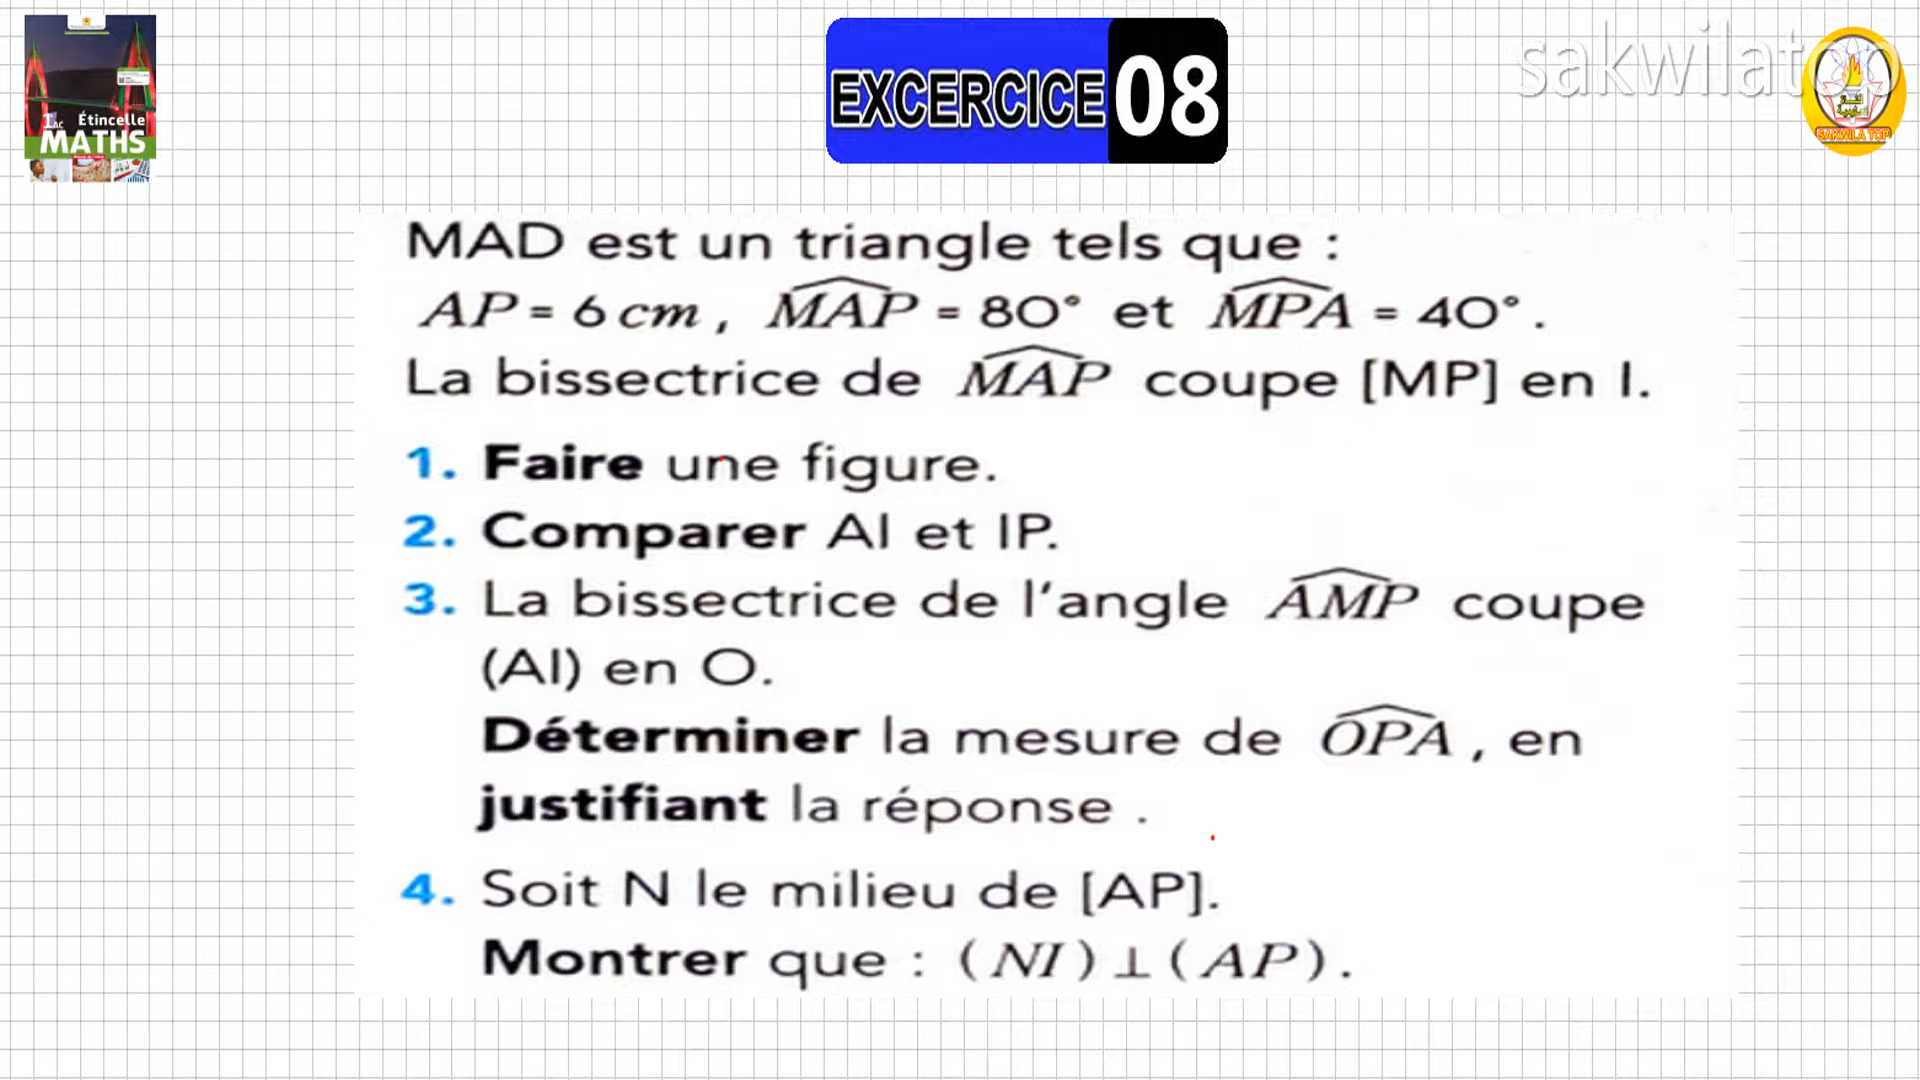 1AC Étincelle
MATHS
EXCERCICE 08
sakwilatop
SAKWILA TOP
MAD est un triangle tels que :
AP = 6 cm , MAP = 80° et MPA = 40° .
La bissectrice de MAP coupe [MP] en I.
1. Faire une figure.
2. Comparer AI et IP.
3. La bissectrice de l’angle AMP coupe
(AI) en O.
Déterminer la mesure de OPA , en
justifiant la réponse .
4. Soit N le milieu de [AP].
Montrer que : (NI) ⊥ (AP) .